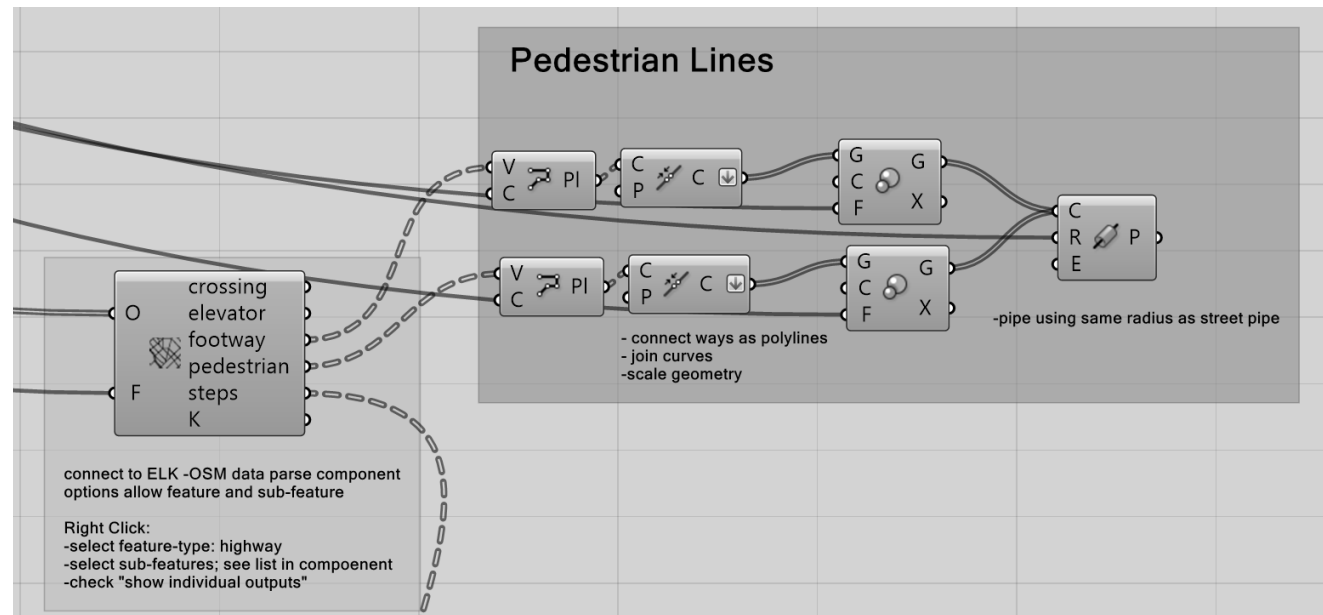 Pedestrian Lines
V
C
Pl
C
P
C
G
C
F
G
X
C
R
E
P
V
C
Pl
C
P
C
G
C
F
G
X
- connect ways as polylines
- join curves
-scale geometry
-pipe using same radius as street pipe
O
F
crossing
elevator
footway
pedestrian
steps
K
connect to ELK -OSM data parse component
options allow feature and sub-feature
Right Click:
-select feature-type: highway
-select sub-features; see list in compoenent
-check "show individual outputs"